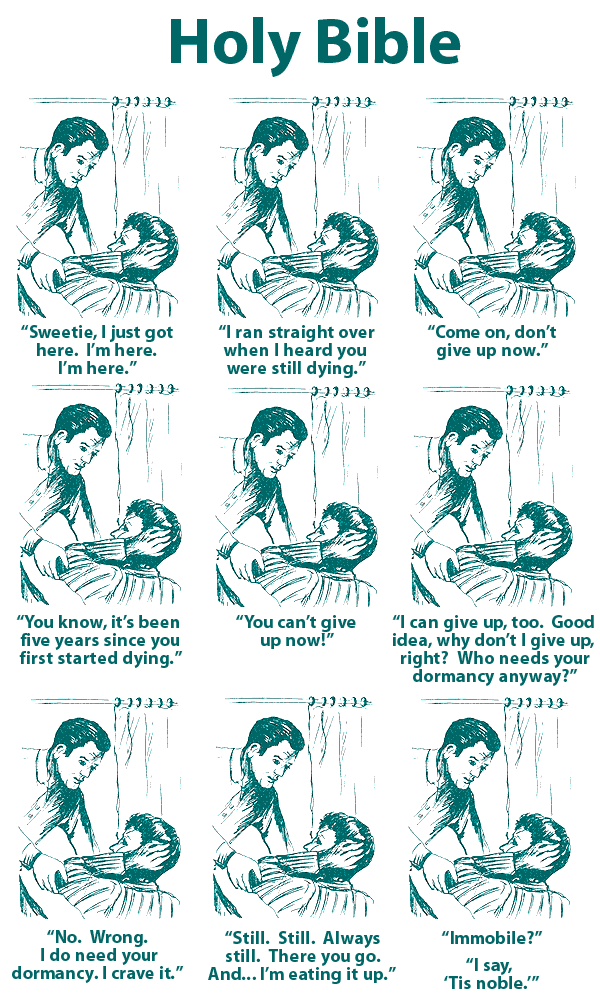 Holy Bible
“Sweetie, I just got
here.  I’m here.
I’m here.”
“I ran straight over
when I heard you
were still dying.”
“Come on, don’t
give up now.”
“You know, it’s been
five years since you
first started dying.”
“You can’t give
up now!”
“I can give up, too.  Good
idea, why don’t I give up,
right?  Who needs your
dormancy anyway?”
“No.  Wrong.
I do need your
dormancy. I crave it.”
“Still.  Still.  Always
still.  There you go.
And... I’m eating it up.”
“Immobile?”
“I say,
‘Tis noble.’”